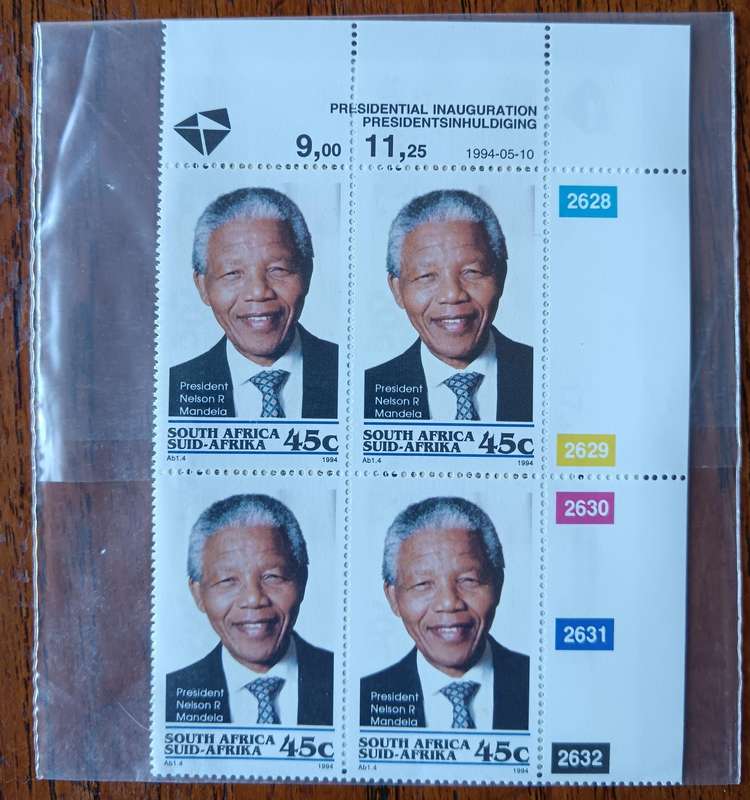 PRESIDENTIAL INAUGURATION
PRESIDENTSINHULDIGING
9,00 11,25 1994-05-10
2628
President
Nelson R
Mandela
SOUTH AFRICA
SUID-AFRIKA 45c
Ab1.4 1994
President
Nelson R
Mandela
SOUTH AFRICA
SUID-AFRIKA 45c
Ab1.4 1994
2629
2630
President
Nelson R
Mandela
SOUTH AFRICA
SUID-AFRIKA 45c
Ab1.4 1994
President
Nelson R
Mandela
SOUTH AFRICA
SUID-AFRIKA 45c
Ab1.4 1994
2631
2632